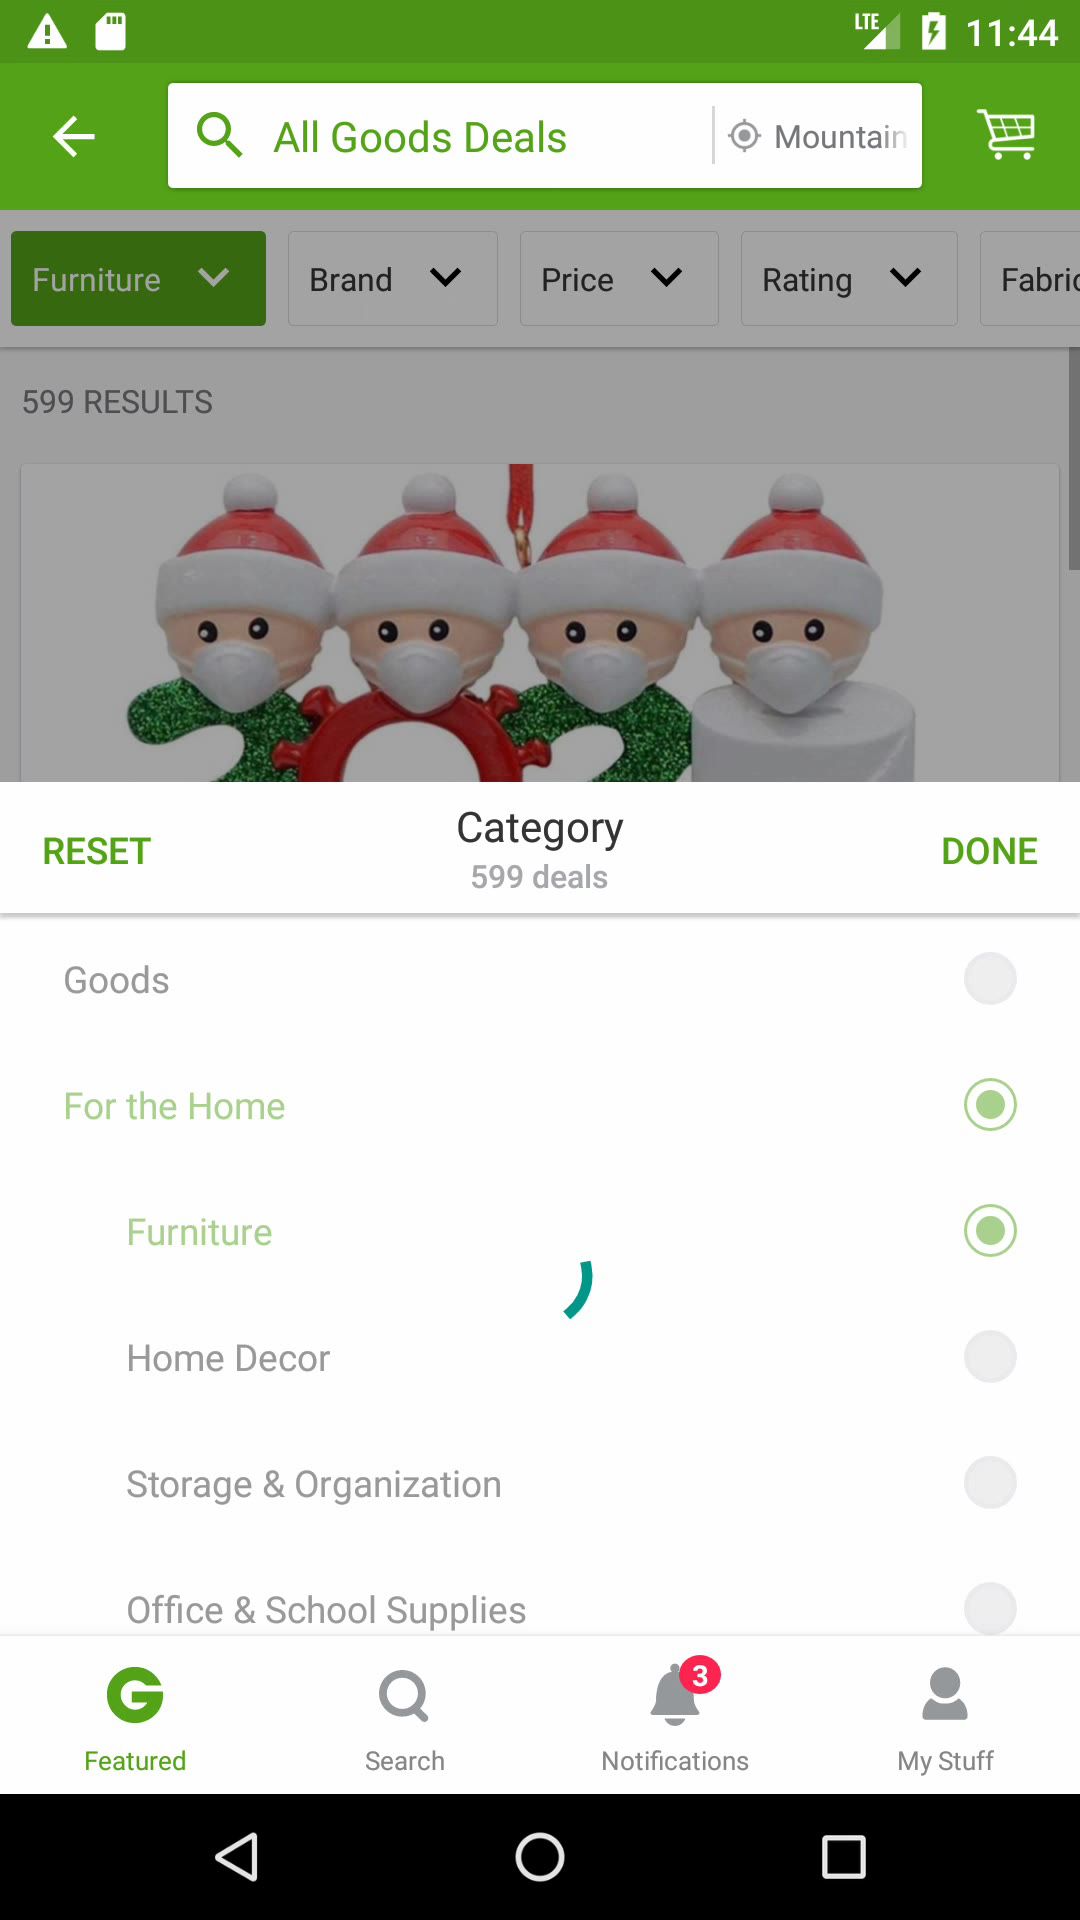 LTE 11:44
All Goods Deals
Mountain
Furniture
Brand
Price
Rating
Fabric
599 RESULTS
RESET
Category
599 deals
DONE
Goods
For the Home
Furniture
Home Decor
Storage & Organization
Office & School Supplies
3
Featured
Search
Notifications
My Stuff